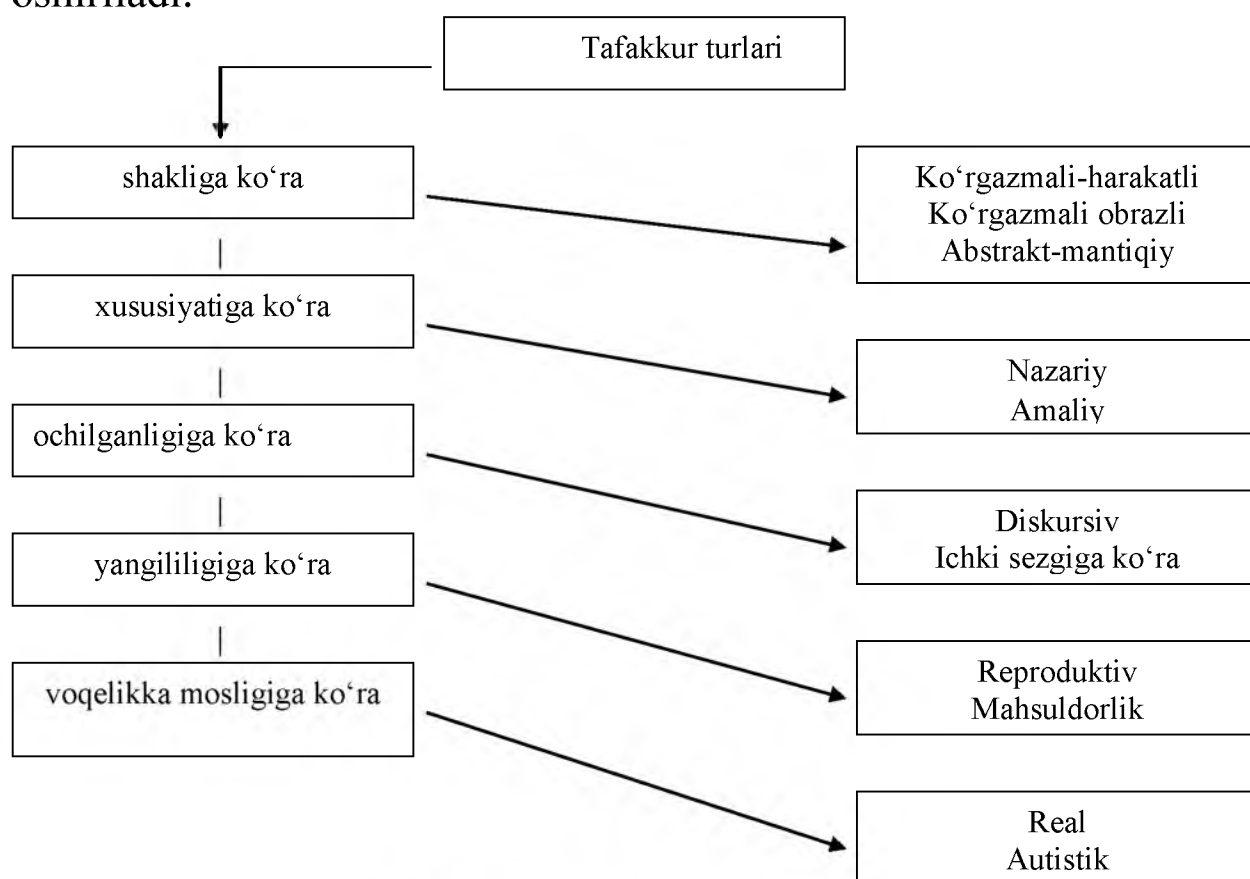 oshiriladi.
Tafakkur turlari
shakliga ko‘ra
Ko‘rgazmali-harakatli
Ko‘rgazmali obrazli
Abstrakt-mantiqiy
xususiyatiga ko‘ra
Nazariy
Amaliy
ochilganligiga ko‘ra
Diskursiv
Ichki sezgiga ko‘ra
yangililigiga ko‘ra
Reproduktiv
Mahsuldorlik
voqelikka mosligiga ko‘ra
Real
Autistik